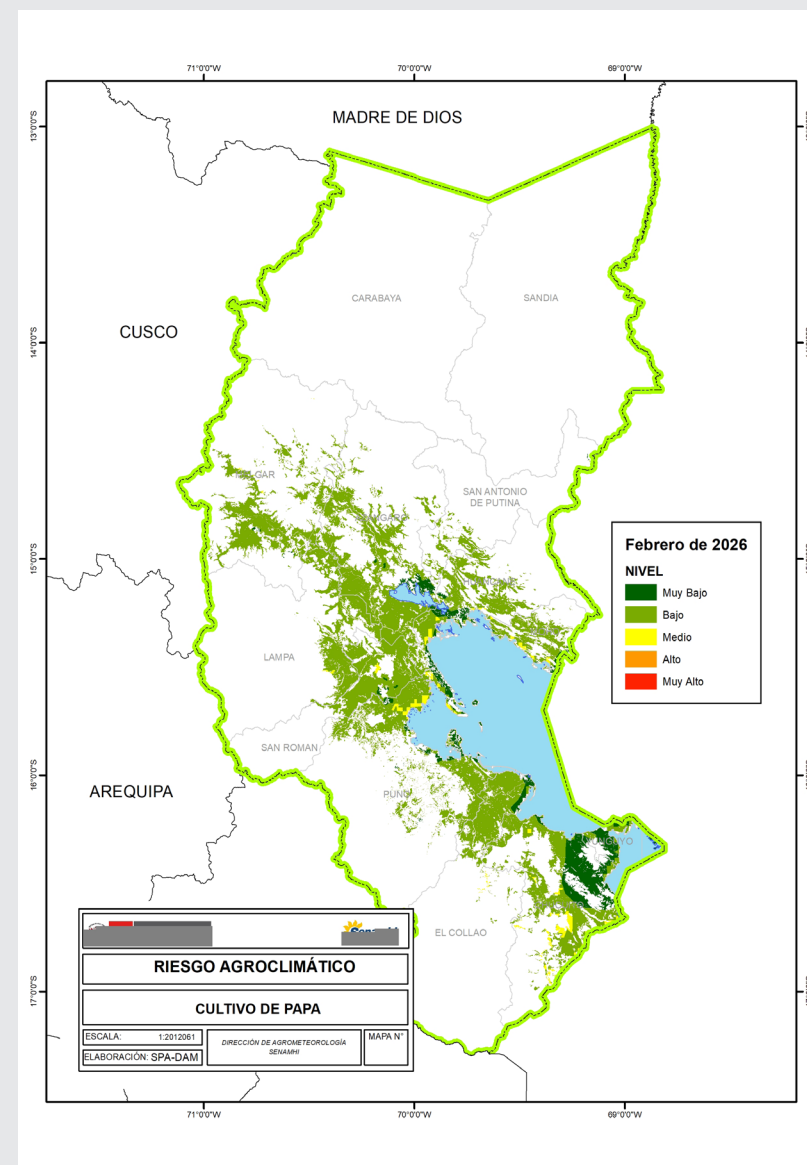 71°0'0"W 70°0'0"W 69°0'0"W
MADRE DE DIOS
13°0'0"S
CARABAYA
SANDIA
CUSCO
14°0'0"S
SAN ANTONIO
DE PUTINA
Febrero de 2026
NIVEL
Muy Bajo
Bajo
Medio
Alto
Muy Alto
15°0'0"S
LAMPA
SAN ROMAN
16°0'0"S
AREQUIPA
PUNO
EL COLLAO
RIESGO AGROCLIMÁTICO
CULTIVO DE PAPA
ESCALA: 1:2012061
DIRECCIÓN DE AGROMETEOROLOGÍA
SENAMHI
MAPA N°
ELABORACIÓN: SPA-DAM
17°0'0"S
71°0'0"W 70°0'0"W 69°0'0"W